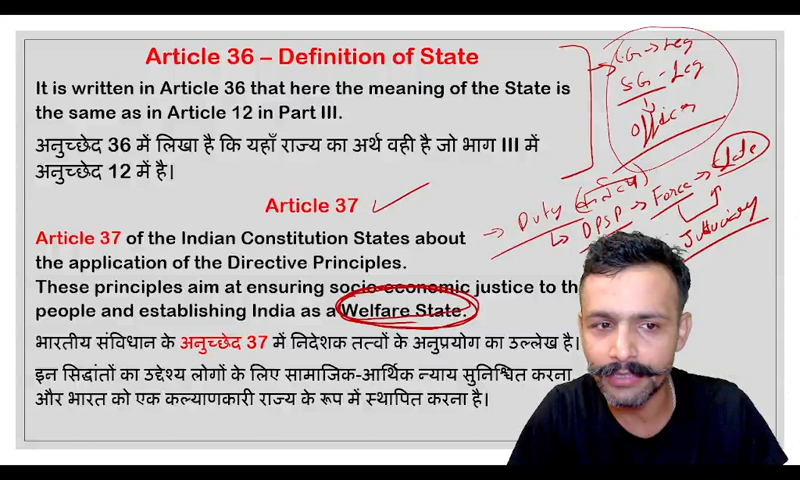 Article 36 – Definition of State
It is written in Article 36 that here the meaning of the State is
the same as in Article 12 in Part III.
अनुच्छेद 36 में लिखा है कि यहाँ राज्य का अर्थ वही है जो भाग III में
अनुच्छेद 12 में है।
Article 37
Article 37 of the Indian Constitution States about
the application of the Directive Principles.
These principles aim at ensuring socio-economic justice to th
people and establishing India as a Welfare State.
भारतीय संविधान के अनुच्छेद 37 में निदेशक तत्वों के अनुप्रयोग का उल्लेख है।
इन सिद्धांतों का उद्देश्य लोगों के लिए सामाजिक-आर्थिक न्याय सुनिश्चित करना
और भारत को एक कल्याणकारी राज्य के रूप में स्थापित करना है।
SG - Leg
Duty
DPSP → Force → State